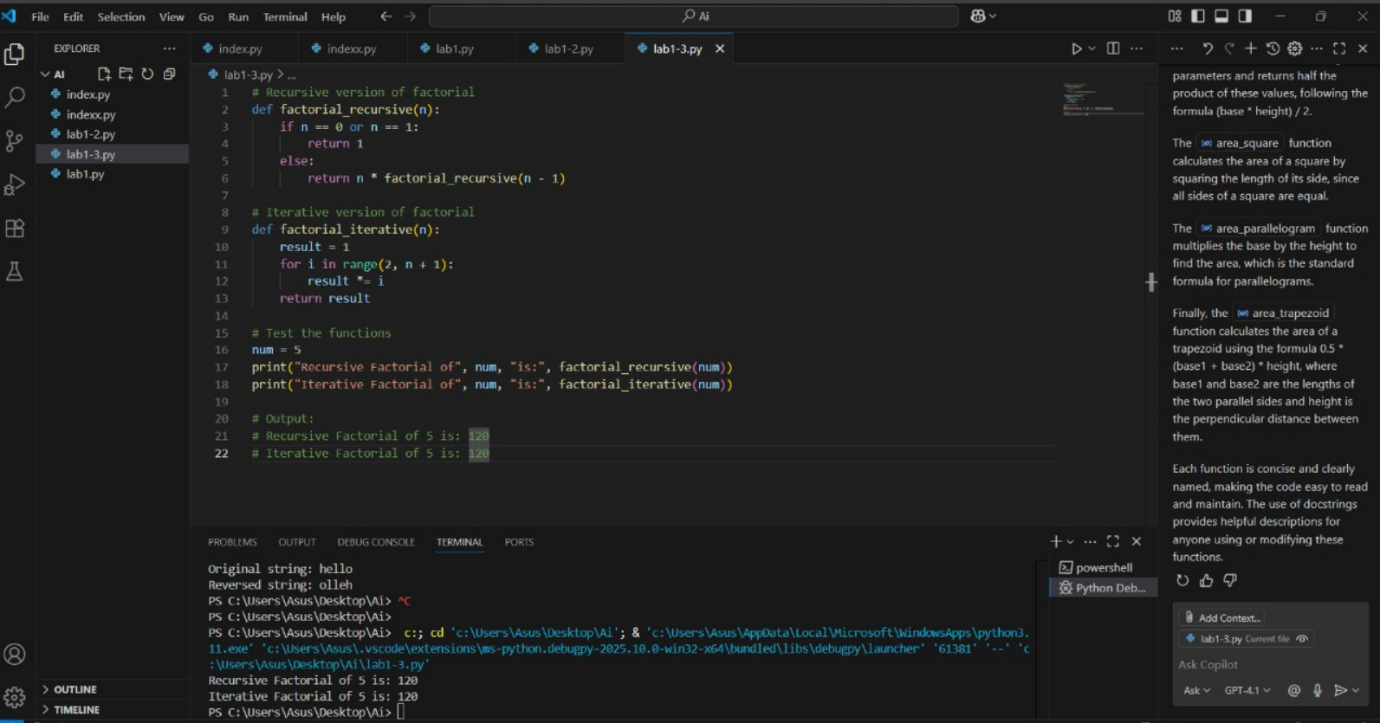 File Edit Selection View Go Run Terminal Help
Ai
EXPLORER
AI
index.py
indexx.py
lab1-2.py
lab1-3.py
lab1.py
OUTLINE
TIMELINE
index.py indexx.py lab1.py lab1-2.py lab1-3.py
lab1-3.py > ...
1 # Recursive version of factorial
2 def factorial_recursive(n):
3 if n == 0 or n == 1:
4 return 1
5 else:
6 return n * factorial_recursive(n - 1)
7
8 # Iterative version of factorial
9 def factorial_iterative(n):
10 result = 1
11 for i in range(2, n + 1):
12 result *= i
13 return result
14
15 # Test the functions
16 num = 5
17 print("Recursive Factorial of", num, "is:", factorial_recursive(num))
18 print("Iterative Factorial of", num, "is:", factorial_iterative(num))
19
20 # Output:
21 # Recursive Factorial of 5 is: 120
22 # Iterative Factorial of 5 is: 120
PROBLEMS OUTPUT DEBUG CONSOLE TERMINAL PORTS
Original string: hello
Reversed string: olleh
PS C:\Users\Asus\Desktop\Ai> ^C
PS C:\Users\Asus\Desktop\Ai>
PS C:\Users\Asus\Desktop\Ai> c:; cd 'c:\Users\Asus\Desktop\Ai'; & 'c:\Users\Asus\AppData\Local\Microsoft\WindowsApps\python3.
11.exe' 'c:\Users\Asus\.vscode\extensions\ms-python.debugpy-2025.10.0-win32-x64\bundled\libs\debugpy\launcher' '61381' '--' 'c
:\Users\Asus\Desktop\Ai\lab1-3.py'
Recursive Factorial of 5 is: 120
Iterative Factorial of 5 is: 120
PS C:\Users\Asus\Desktop\Ai>
powershell
Python Deb...
parameters and returns half the
product of these values, following the
formula (base * height) / 2.
The area_square function
calculates the area of a square by
squaring the length of its side, since
all sides of a square are equal.
The area_parallelogram function
multiplies the base by the height to
find the area, which is the standard
formula for parallelograms.
Finally, the area_trapezoid
function calculates the area of a
trapezoid using the formula 0.5 *
(base1 + base2) * height, where
base1 and base2 are the lengths of
the two parallel sides and height is
the perpendicular distance between
them.
Each function is concise and clearly
named, making the code easy to read
and maintain. The use of docstrings
provides helpful descriptions for
anyone using or modifying these
functions.
Add Context...
lab1-3.py Current file
Ask Copilot
Ask GPT-4.1